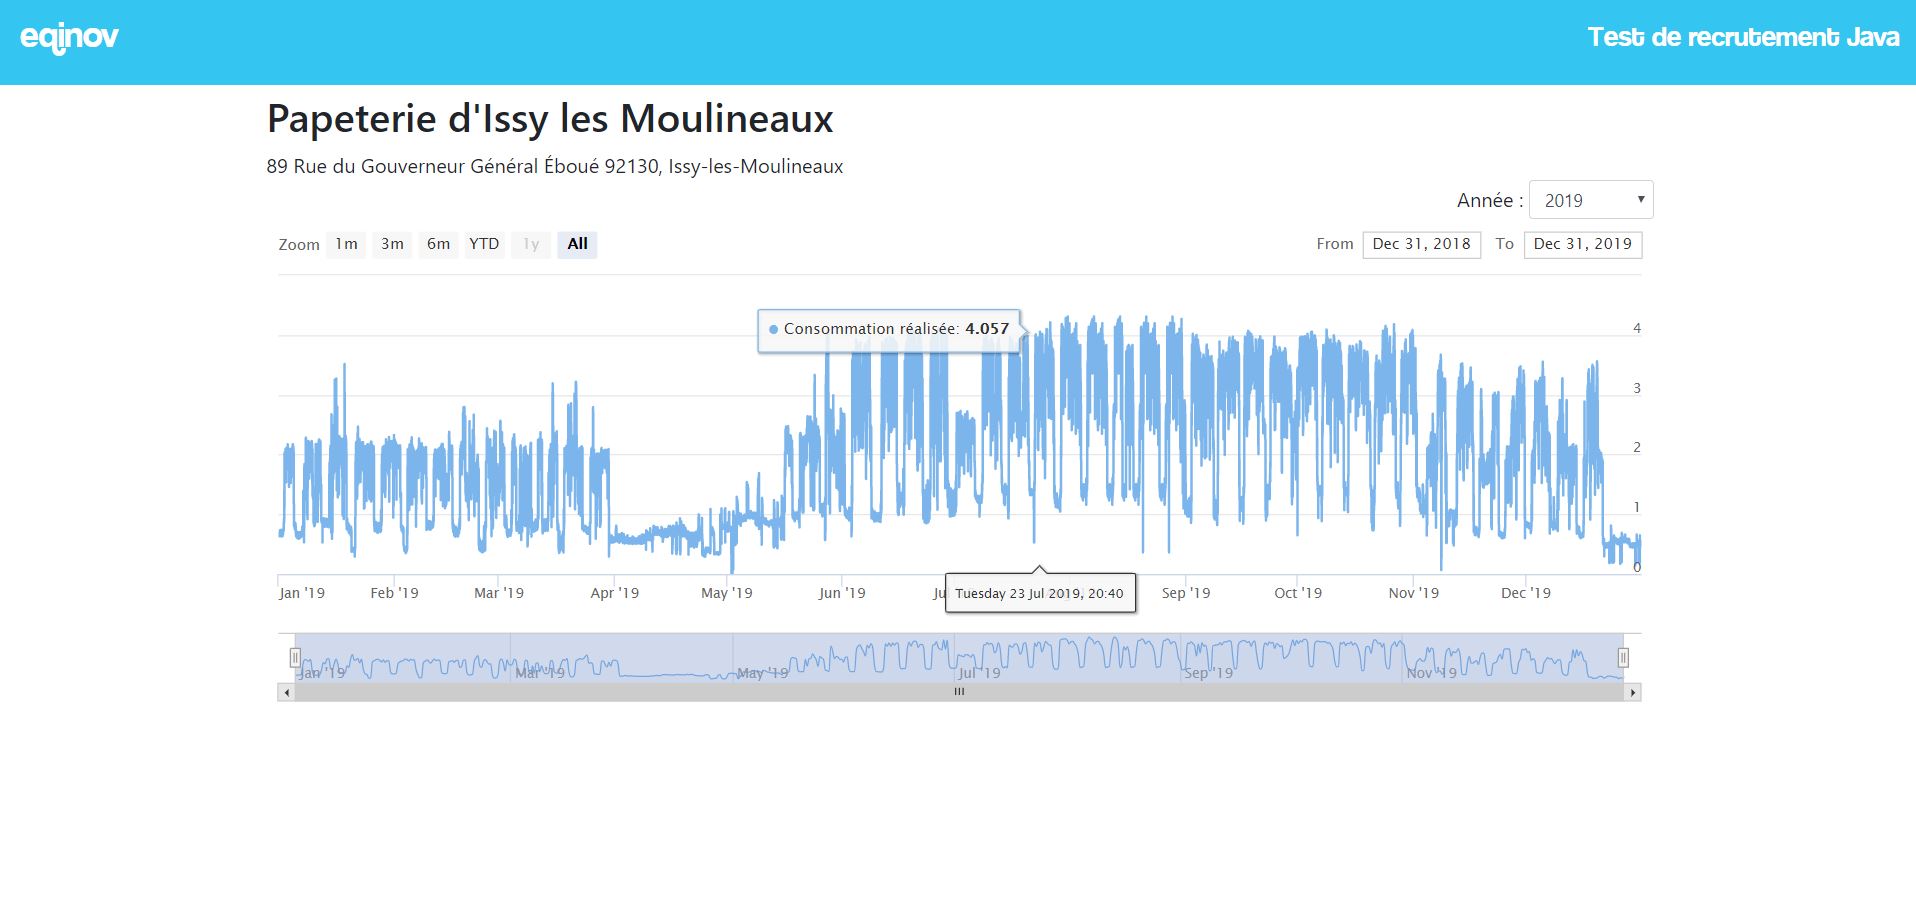 eqinov
Test de recrutement Java
Papeterie d'Issy les Moulineaux
89 Rue du Gouverneur Général Éboué 92130, Issy-les-Moulineaux
Année : 2019
Zoom 1m 3m 6m YTD 1y All
From Dec 31, 2018 To Dec 31, 2019
Consommation réalisée: 4.057
4
3
2
1
0
Jan '19 Feb '19 Mar '19 Apr '19 May '19 Jun '19 Sep '19 Oct '19 Nov '19 Dec '19
Tuesday 23 Jul 2019, 20:40
Jan '19 Mar '19 May '19 Jul '19 Sep '19 Nov '19